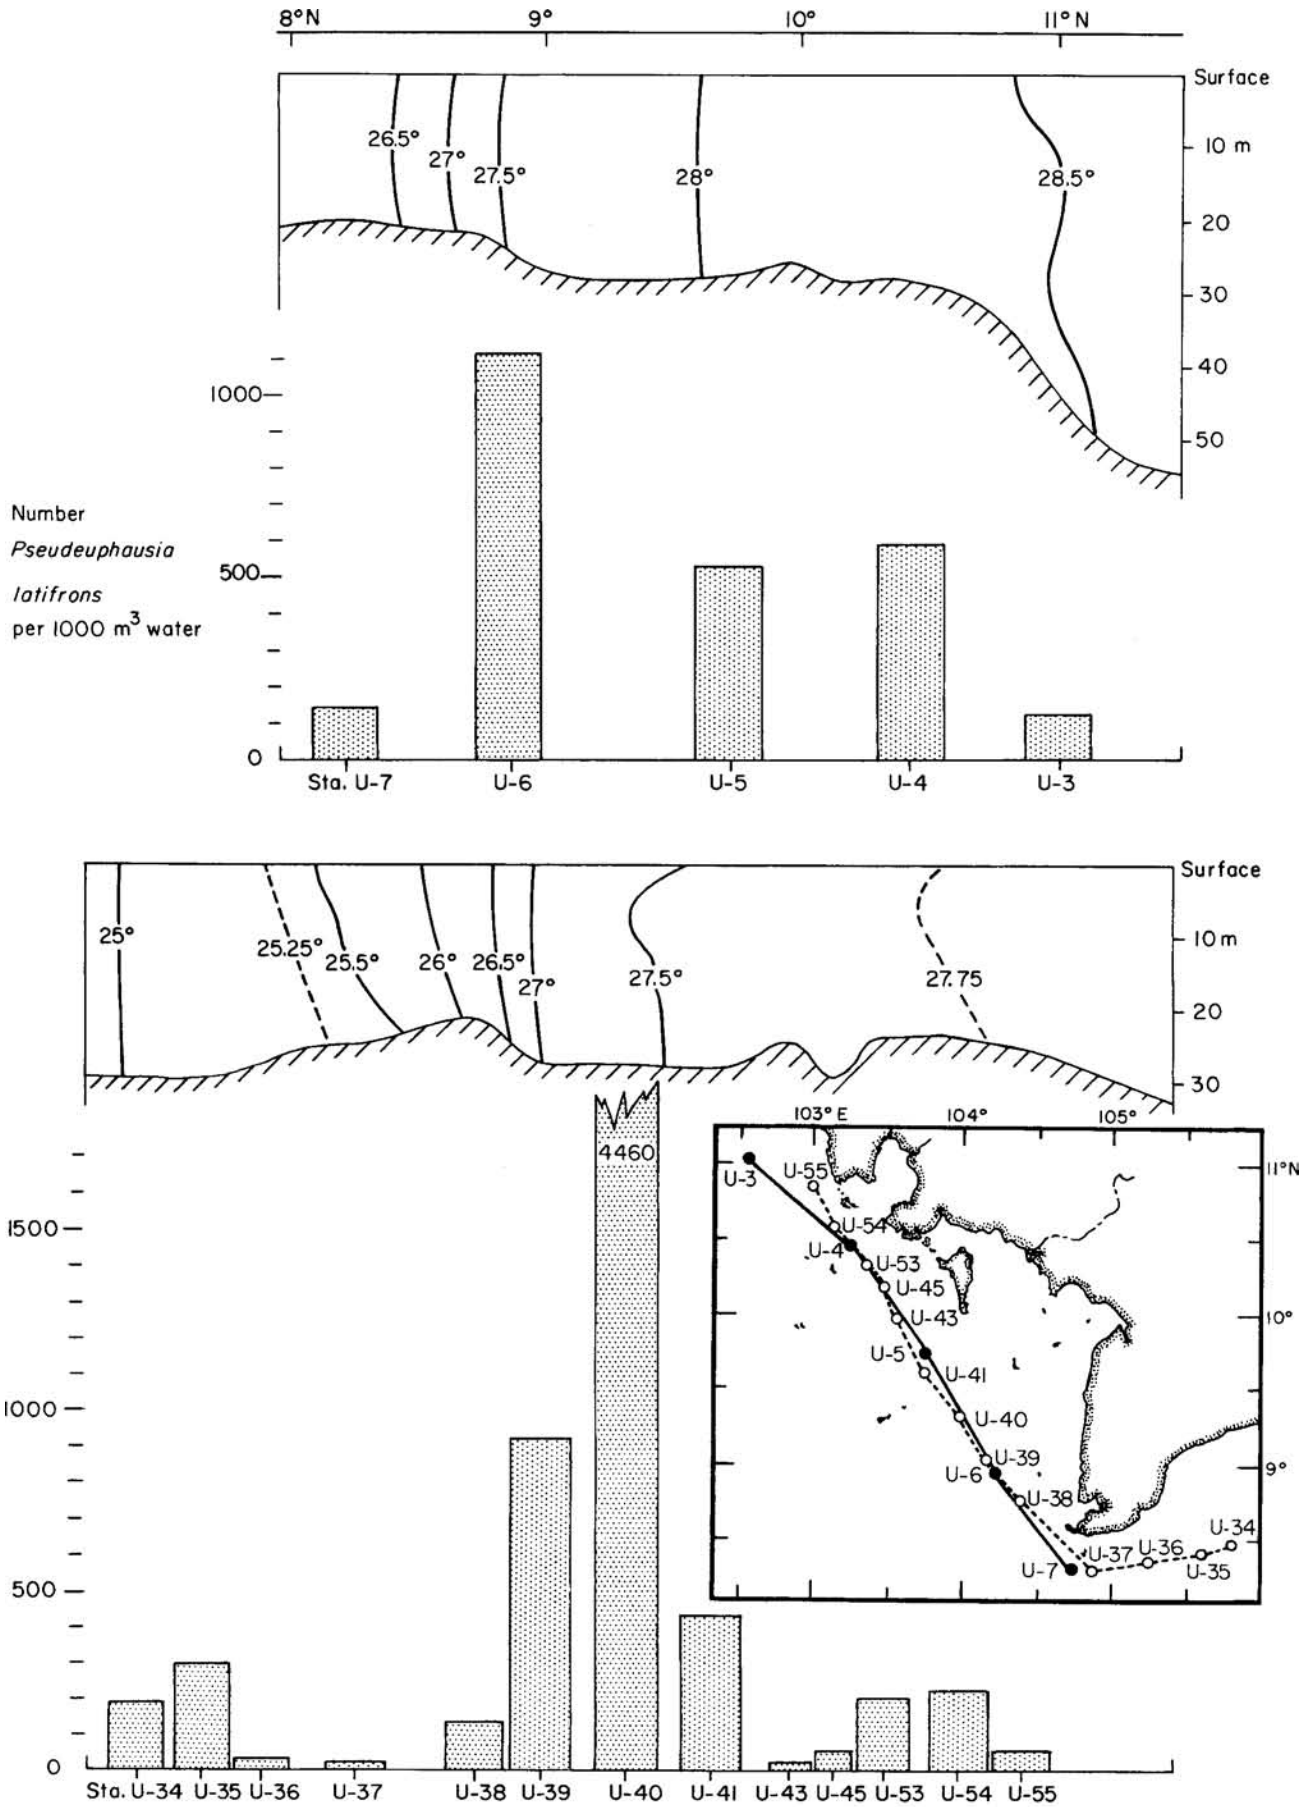 8°N 9° 10° 11°N
Surface
26.5° 27° 27.5° 28° 28.5°
10 m
20
30
40
50
1000
Number
Pseudeuphausia
latifrons
per 1000 m³ water
500
0
Sta. U-7 U-6 U-5 U-4 U-3
Surface
25° 25.25° 25.5° 26° 26.5° 27° 27.5° 27.75
10 m
20
30
4460
1500
1000
500
0
103°E 104° 105°
11°N
10°
9°
U-3
U-55
U-54
U-4
U-53
U-45
U-43
U-5
U-41
U-40
U-39
U-6
U-38
U-34
U-37
U-36
U-7
U-35
Sta. U-34 U-35 U-36 U-37 U-38 U-39 U-40 U-41 U-43 U-45 U-53 U-54 U-55